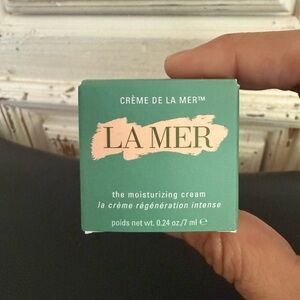 CRÈME DE LA MER™
LA MER
the moisturizing cream
la crème régénération intense
poids net wt. 0.24 oz./7 ml ℮